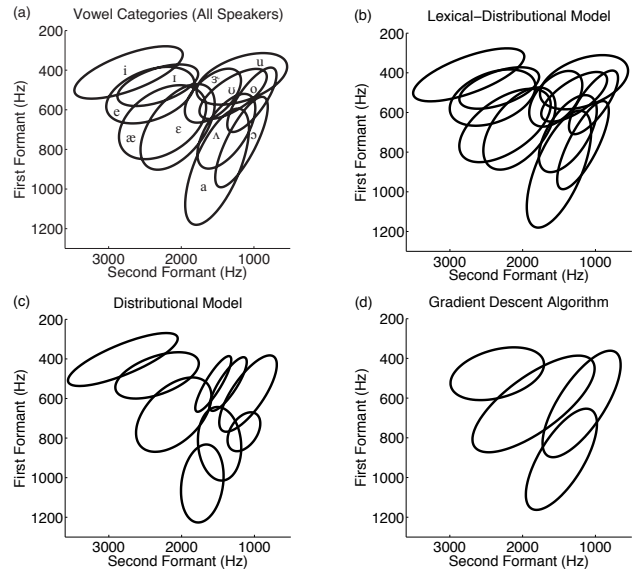 (a)
Vowel Categories (All Speakers)
200
400
600
800
1000
1200
First Formant (Hz)
3000
2000
1000
Second Formant (Hz)
i
ɪ
e
æ
ɛ
ɝ
u
ʊ
o
ʌ
ɔ
a
(b)
Lexical−Distributional Model
200
400
600
800
1000
1200
First Formant (Hz)
3000
2000
1000
Second Formant (Hz)
(c)
Distributional Model
200
400
600
800
1000
1200
First Formant (Hz)
3000
2000
1000
Second Formant (Hz)
(d)
Gradient Descent Algorithm
200
400
600
800
1000
1200
First Formant (Hz)
3000
2000
1000
Second Formant (Hz)